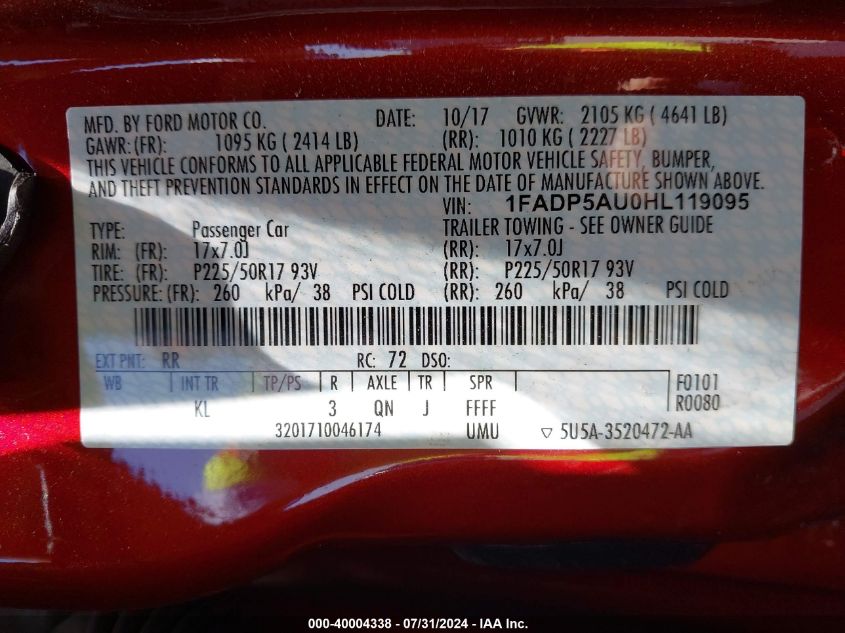 MFD. BY FORD MOTOR CO. DATE: 10/17 GVWR: 2105 KG ( 4641 LB)
GAWR: (FR): 1095 KG ( 2414 LB) (RR): 1010 KG ( 2227 LB)
THIS VEHICLE CONFORMS TO ALL APPLICABLE FEDERAL MOTOR VEHICLE SAFETY, BUMPER,
AND THEFT PREVENTION STANDARDS IN EFFECT ON THE DATE OF MANUFACTURE SHOWN ABOVE.
VIN: 1FADP5AU0HL119095
TYPE: Passenger Car TRAILER TOWING - SEE OWNER GUIDE
RIM: (FR): 17x7.0J (RR): 17x7.0J
TIRE: (FR): P225/50R17 93V (RR): P225/50R17 93V
PRESSURE: (FR): 260 kPa/ 38 PSI COLD (RR): 260 kPa/ 38 PSI COLD
EXT PNT: RR RC: 72 DSO:
WB INT TR TP/PS R AXLE TR SPR F0101
KL 3 QN J FFFF R0080
3201710046174 UMU ▽ 5U5A-3520472-AA
000-40004338 - 07/31/2024 - IAA Inc.